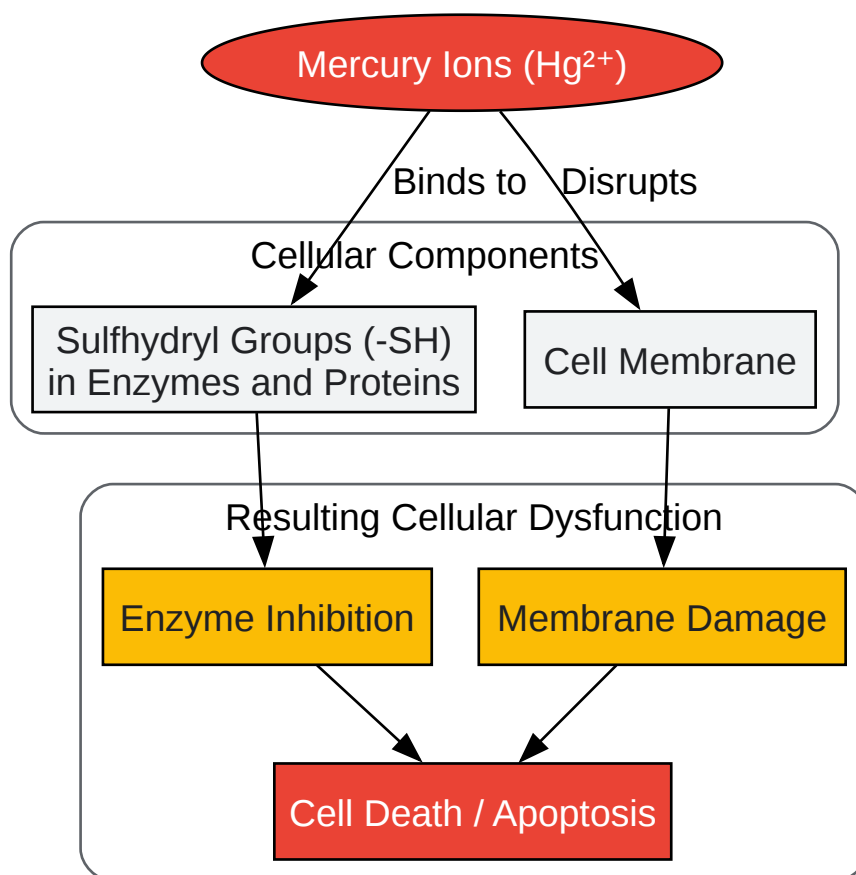 Mercury Ions (Hg²⁺)
Binds to
Disrupts
Cellular Components
Sulfhydryl Groups (-SH)
in Enzymes and Proteins
Cell Membrane
Resulting Cellular Dysfunction
Enzyme Inhibition
Membrane Damage
Cell Death / Apoptosis